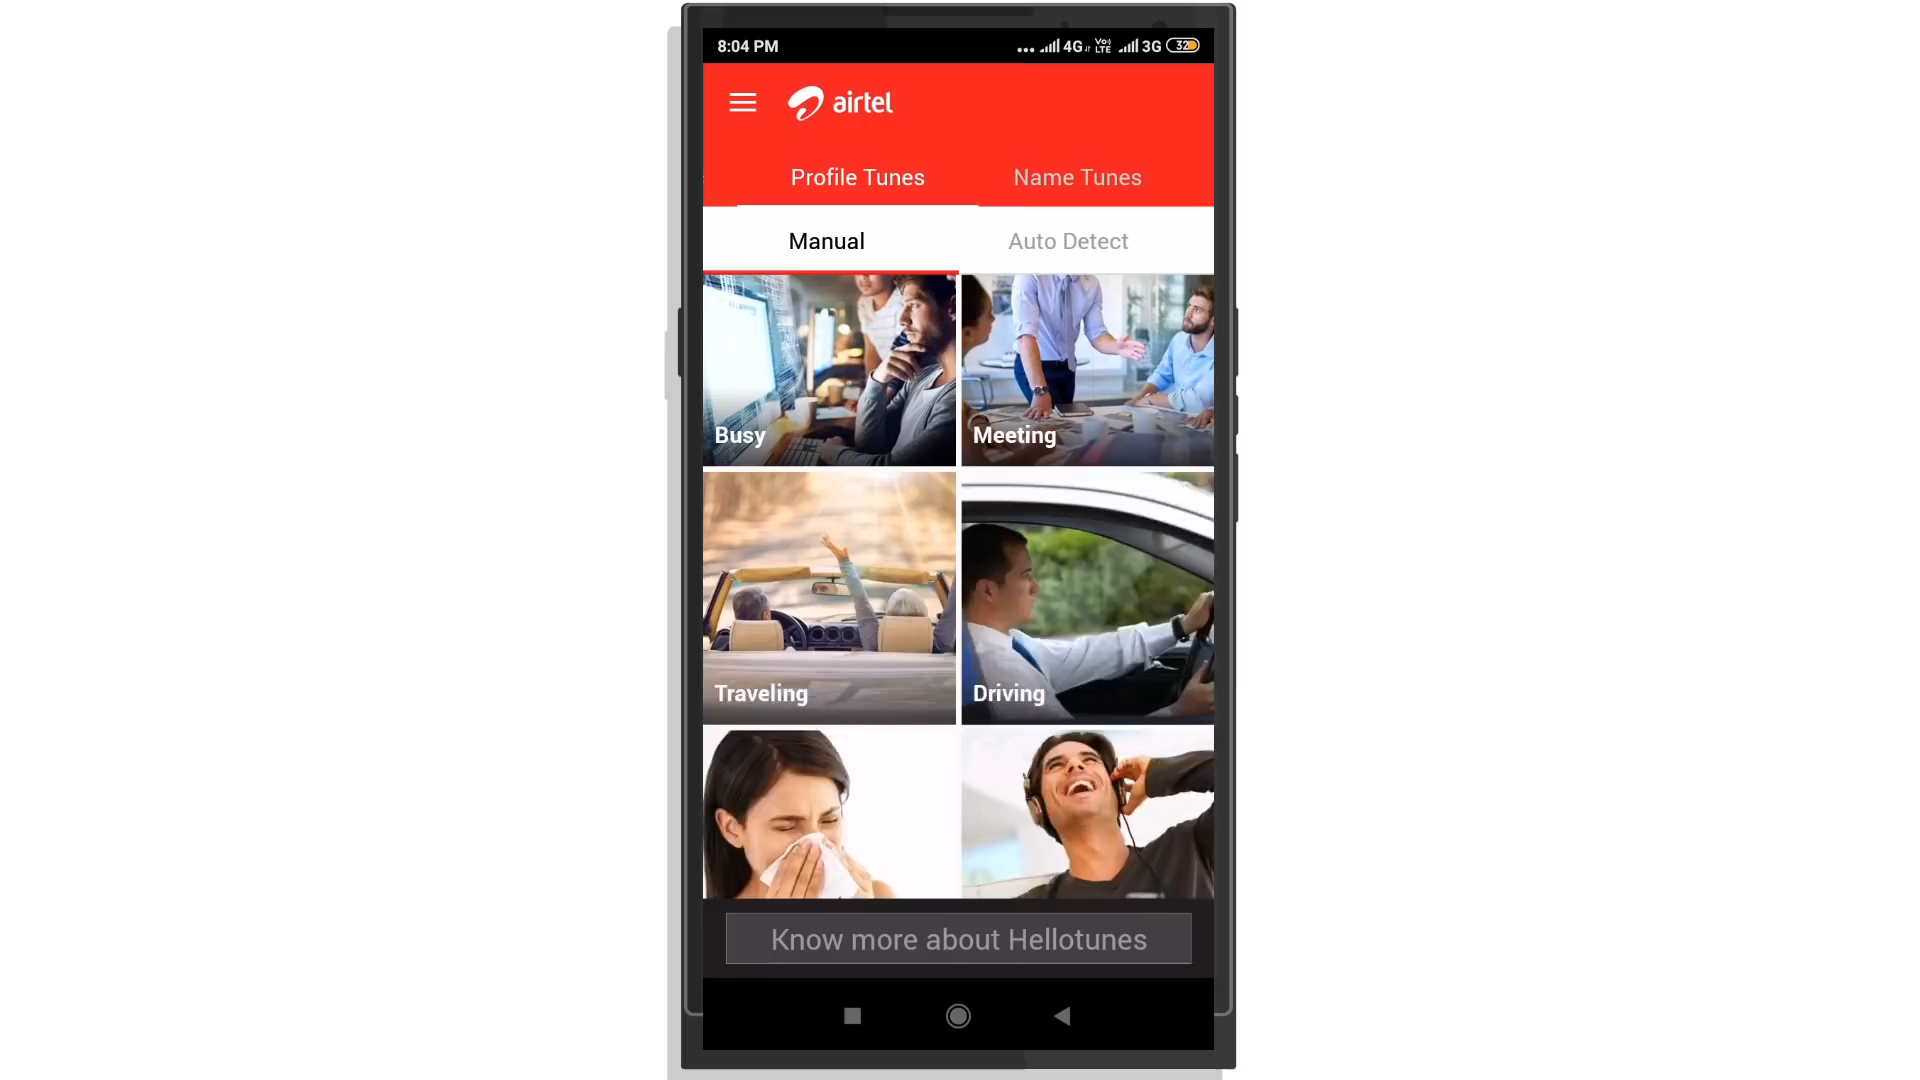 8:04 PM
4G VoLTE 3G 32
airtel
Profile Tunes Name Tunes
Manual Auto Detect
Busy Meeting
Traveling Driving
Know more about Hellotunes